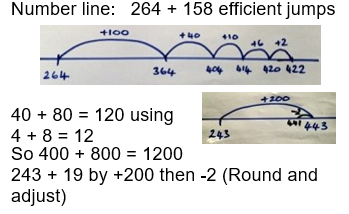 Number line: 264 + 158 efficient jumps
+100 +40 +10 +6 +2
264 364 404 414 420 422
40 + 80 = 120 using
4 + 8 = 12
So 400 + 800 = 1200
243 + 19 by +200 then -2 (Round and
adjust)
+200
-2
243 441 443